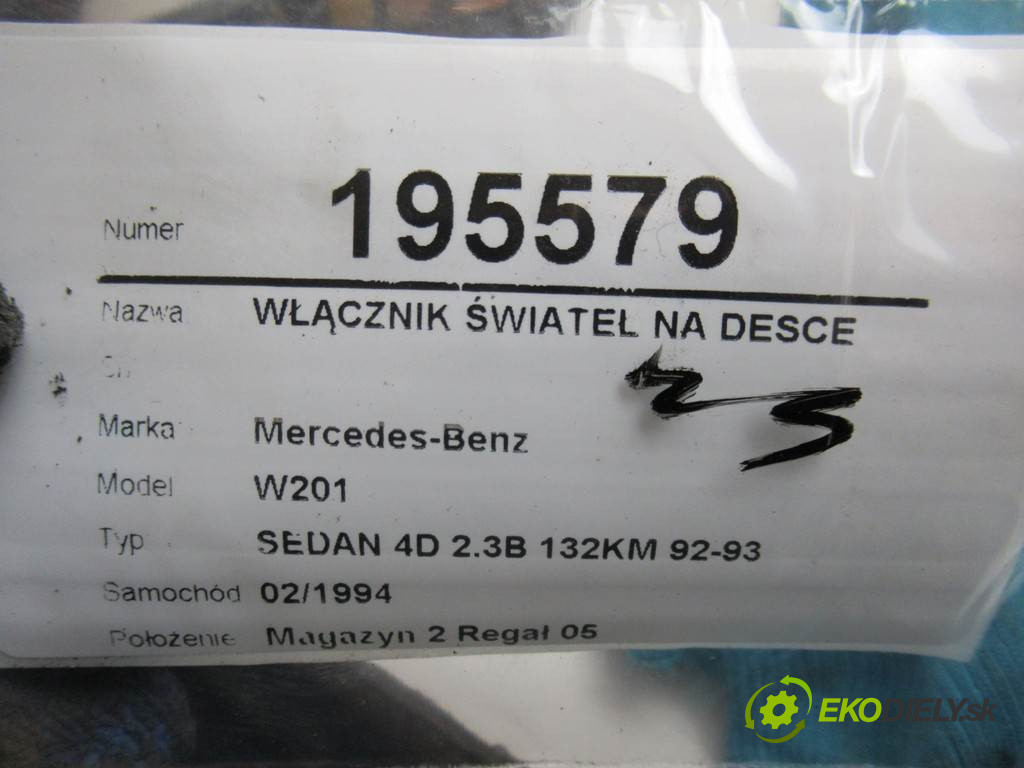 Numer 195579
Nazwa WŁĄCZNIK ŚWIATEŁ NA DESCE
Marka Mercedes-Benz
Model W201
Typ SEDAN 4D 2.3B 132KM 92-93
Samochód 02/1994
Położenie Magazyn 2 Regał 05
EKODIELY.sk